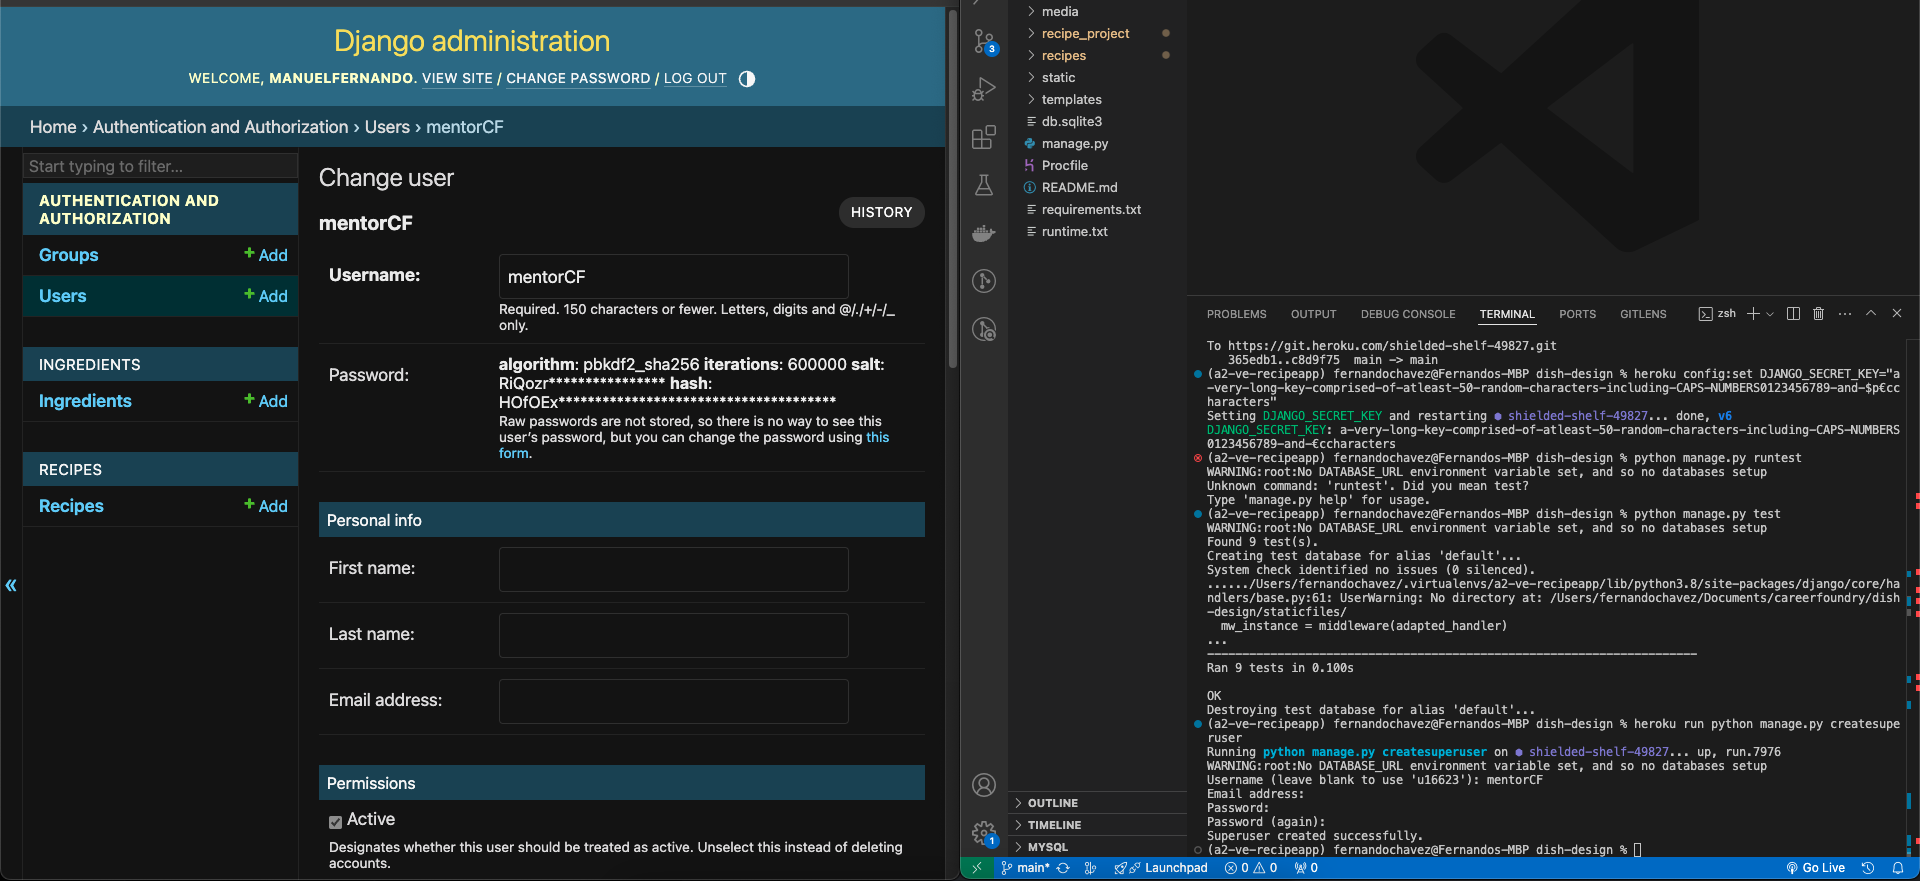 Django administration
WELCOME, MANUELFERNANDO. VIEW SITE / CHANGE PASSWORD / LOG OUT
Home › Authentication and Authorization › Users › mentorCF
Start typing to filter...
AUTHENTICATION AND
AUTHORIZATION
Groups
+ Add
Users
+ Add
INGREDIENTS
Ingredients
+ Add
RECIPES
Recipes
+ Add
«
Change user
mentorCF
HISTORY
Username:
mentorCF
Required. 150 characters or fewer. Letters, digits and @/./+/-/_
only.
Password:
algorithm: pbkdf2_sha256 iterations: 600000 salt:
RiQozr**************** hash:
HOfOEx**************************************
Raw passwords are not stored, so there is no way to see this
user's password, but you can change the password using this
form.
Personal info
First name:
Last name:
Email address:
Permissions
Active
Designates whether this user should be treated as active. Unselect this instead of deleting
accounts.
3
1
media
recipe_project
recipes
static
templates
db.sqlite3
manage.py
Procfile
README.md
requirements.txt
runtime.txt
OUTLINE
TIMELINE
MYSQL
PROBLEMS OUTPUT DEBUG CONSOLE TERMINAL PORTS GITLENS
zsh
To https://git.heroku.com/shielded-shelf-49827.git
365edb1..c8d9f75 main -> main
(a2-ve-recipeapp) fernandochavez@Fernandos-MBP dish-design % heroku config:set DJANGO_SECRET_KEY="a
-very-long-key-comprised-of-atleast-50-random-characters-including-CAPS-NUMBERS0123456789-and-$p€cc
haracters"
Setting DJANGO_SECRET_KEY and restarting ⬢ shielded-shelf-49827... done, v6
DJANGO_SECRET_KEY: a-very-long-key-comprised-of-atleast-50-random-characters-including-CAPS-NUMBERS
0123456789-and-€ccharacters
(a2-ve-recipeapp) fernandochavez@Fernandos-MBP dish-design % python manage.py runtest
WARNING:root:No DATABASE_URL environment variable set, and so no databases setup
Unknown command: 'runtest'. Did you mean test?
Type 'manage.py help' for usage.
(a2-ve-recipeapp) fernandochavez@Fernandos-MBP dish-design % python manage.py test
WARNING:root:No DATABASE_URL environment variable set, and so no databases setup
Found 9 test(s).
Creating test database for alias 'default'...
System check identified no issues (0 silenced).
....../Users/fernandochavez/.virtualenvs/a2-ve-recipeapp/lib/python3.8/site-packages/django/core/ha
ndlers/base.py:61: UserWarning: No directory at: /Users/fernandochavez/Documents/careerfoundry/dish
-design/staticfiles/
mw_instance = middleware(adapted_handler)
...
----------------------------------------------------------------------
Ran 9 tests in 0.100s
OK
Destroying test database for alias 'default'...
(a2-ve-recipeapp) fernandochavez@Fernandos-MBP dish-design % heroku run python manage.py createsupe
ruser
Running python manage.py createsuperuser on ⬢ shielded-shelf-49827... up, run.7976
WARNING:root:No DATABASE_URL environment variable set, and so no databases setup
Username (leave blank to use 'u16623'): mentorCF
Email address:
Password:
Password (again):
Superuser created successfully.
(a2-ve-recipeapp) fernandochavez@Fernandos-MBP dish-design %
main* Launchpad 0 0 0 Go Live